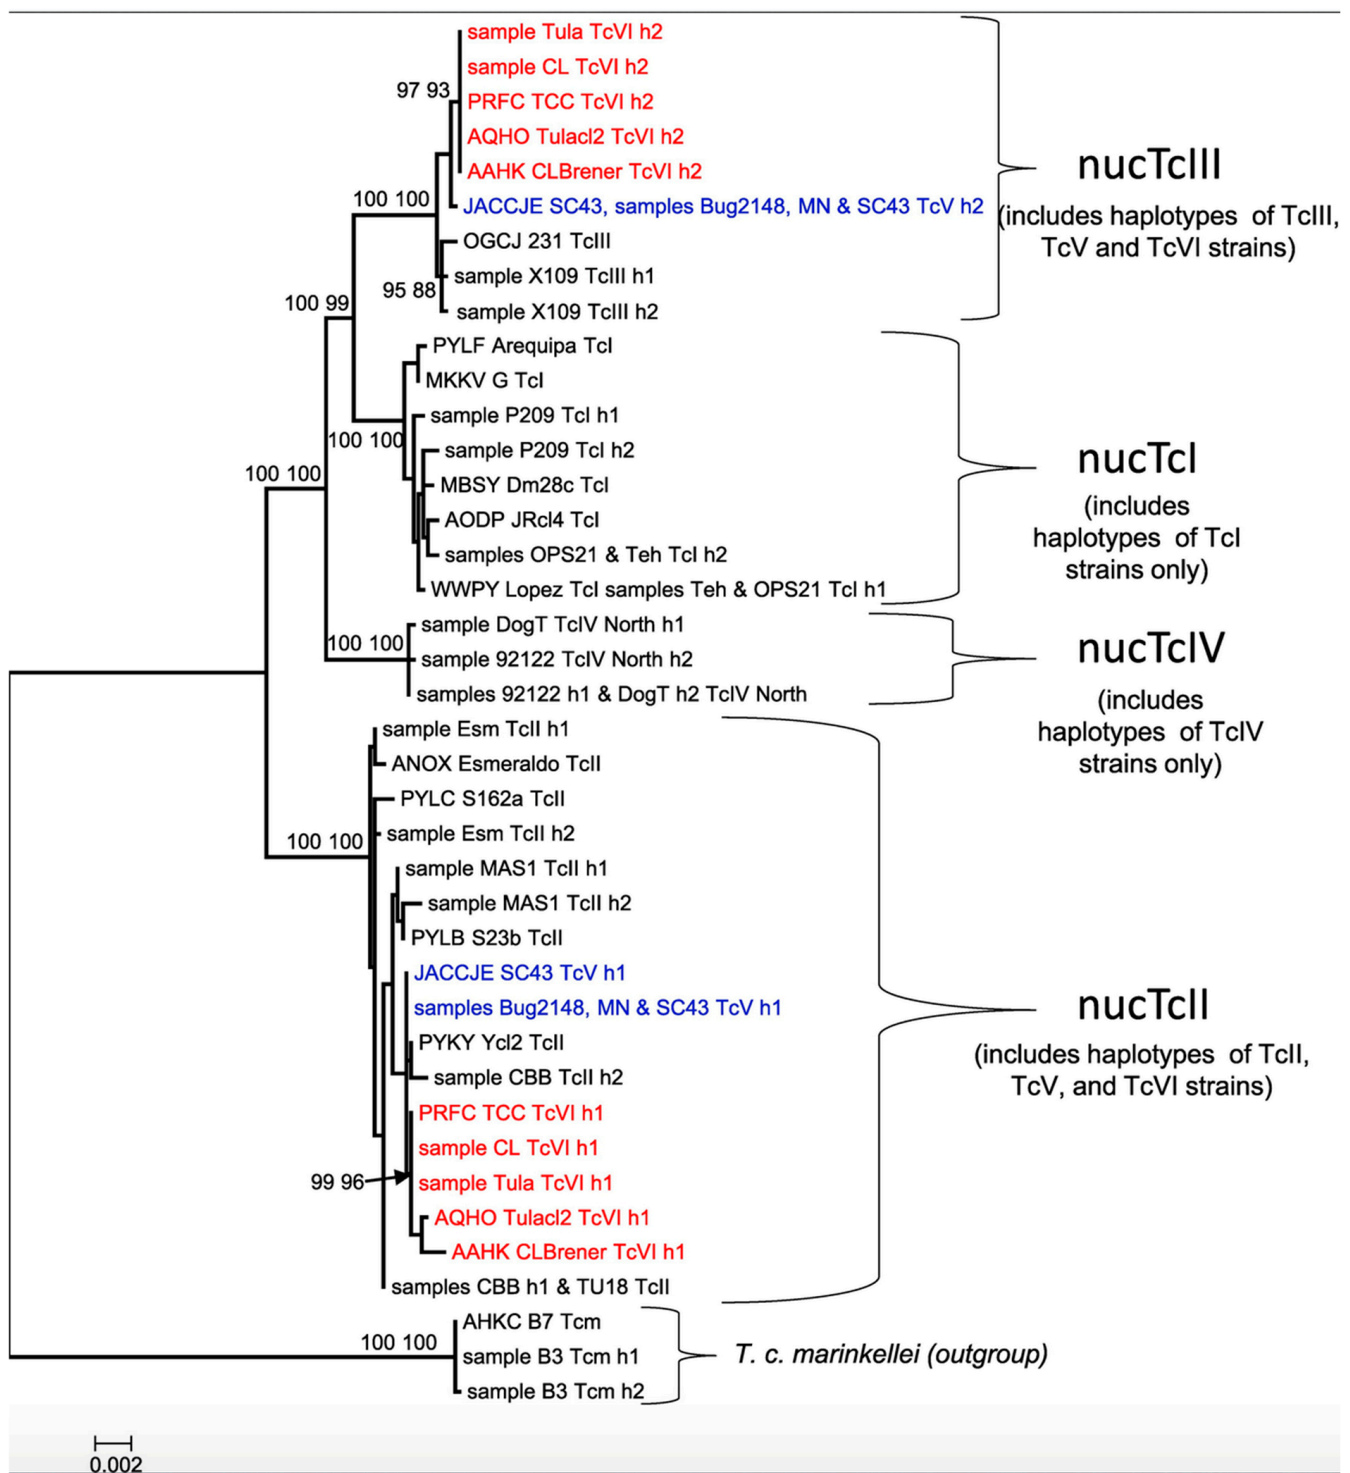 sample Tula TcVI h2
sample CL TcVI h2
97 93
PRFC TCC TcVI h2
AQHO Tulacl2 TcVI h2
AAHK CLBrener TcVI h2
nucTcIII
100 100
JACCJE SC43, samples Bug2148, MN & SC43 TcV h2
(includes haplotypes of TcIII,
TcV and TcVI strains)
OGCJ 231 TcIII
sample X109 TcIII h1
95 88
100 99
sample X109 TcIII h2
PYLF Arequipa TcI
MKKV G TcI
sample P209 TcI h1
100 100
sample P209 TcI h2
nucTcI
100 100
MBSY Dm28c TcI
(includes
haplotypes of TcI
strains only)
AODP JRcl4 TcI
samples OPS21 & Teh TcI h2
WWPY Lopez TcI samples Teh & OPS21 TcI h1
sample DogT TcIV North h1
100 100
nucTcIV
sample 92122 TcIV North h2
samples 92122 h1 & DogT h2 TcIV North
(includes
haplotypes of TcIV
strains only)
sample Esm TcII h1
ANOX Esmeraldo TcII
PYLC S162a TcII
sample Esm TcII h2
100 100
sample MAS1 TcII h1
sample MAS1 TcII h2
PYLB S23b TcII
JACCJE SC43 TcV h1
samples Bug2148, MN & SC43 TcV h1
nucTcII
PYKY Ycl2 TcII
(includes haplotypes of TcII,
TcV, and TcVI strains)
sample CBB TcII h2
PRFC TCC TcVI h1
sample CL TcVI h1
99 96
sample Tula TcVI h1
AQHO Tulacl2 TcVI h1
AAHK CLBrener TcVI h1
samples CBB h1 & TU18 TcII
AHKC B7 Tcm
100 100
sample B3 Tcm h1
T. c. marinkellei (outgroup)
sample B3 Tcm h2
0.002